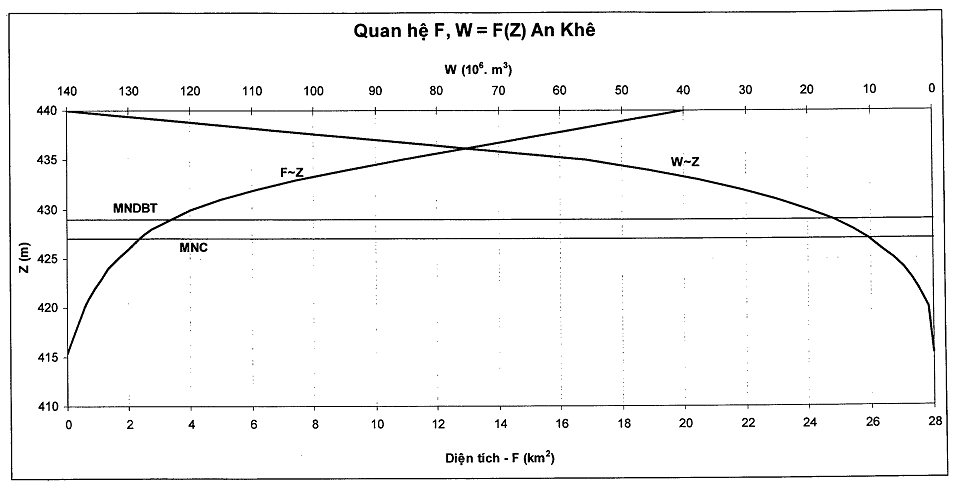 Quan hệ F, W = F(Z) An Khê
W (10⁶. m³)
140 130 120 110 100 90 80 70 60 50 40 30 20 10 0
440
435
430
425
420
415
410
Z (m)
F~Z
W~Z
MNDBT
MNC
0 2 4 6 8 10 12 14 16 18 20 22 24 26 28
Diện tích - F (km²)